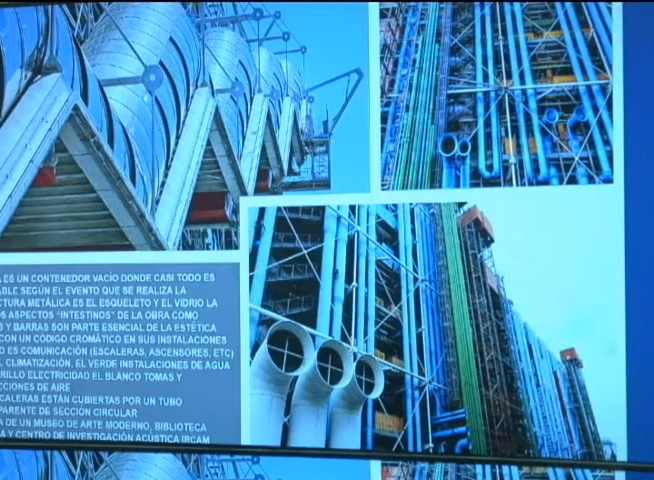 ES UN CONTENEDOR VACÍO DONDE CASI TODO ES
ABLE SEGÚN EL EVENTO QUE SE REALIZA LA
CTURA METÁLICA ES EL ESQUELETO Y EL VIDRIO LA
OS ASPECTOS "INTESTINOS" DE LA OBRA COMO
S Y BARRAS SON PARTE ESENCIAL DE LA ESTÉTICA
CON UN CÓDIGO CROMÁTICO EN SUS INSTALACIONES
O ES COMUNICACIÓN (ESCALERAS, ASCENSORES, ETC)
CLIMATIZACIÓN, EL VERDE INSTALACIONES DE AGUA
RILLO ELECTRICIDAD EL BLANCO TOMAS Y
CCIONES DE AIRE
CALERAS ESTÁN CUBIERTAS POR UN TUBO
PARENTE DE SECCIÓN CIRCULAR
A DE UN MUSEO DE ARTE MODERNO, BIBLIOTECA
A Y CENTRO DE INVESTIGACIÓN ACÚSTICA IRCAM